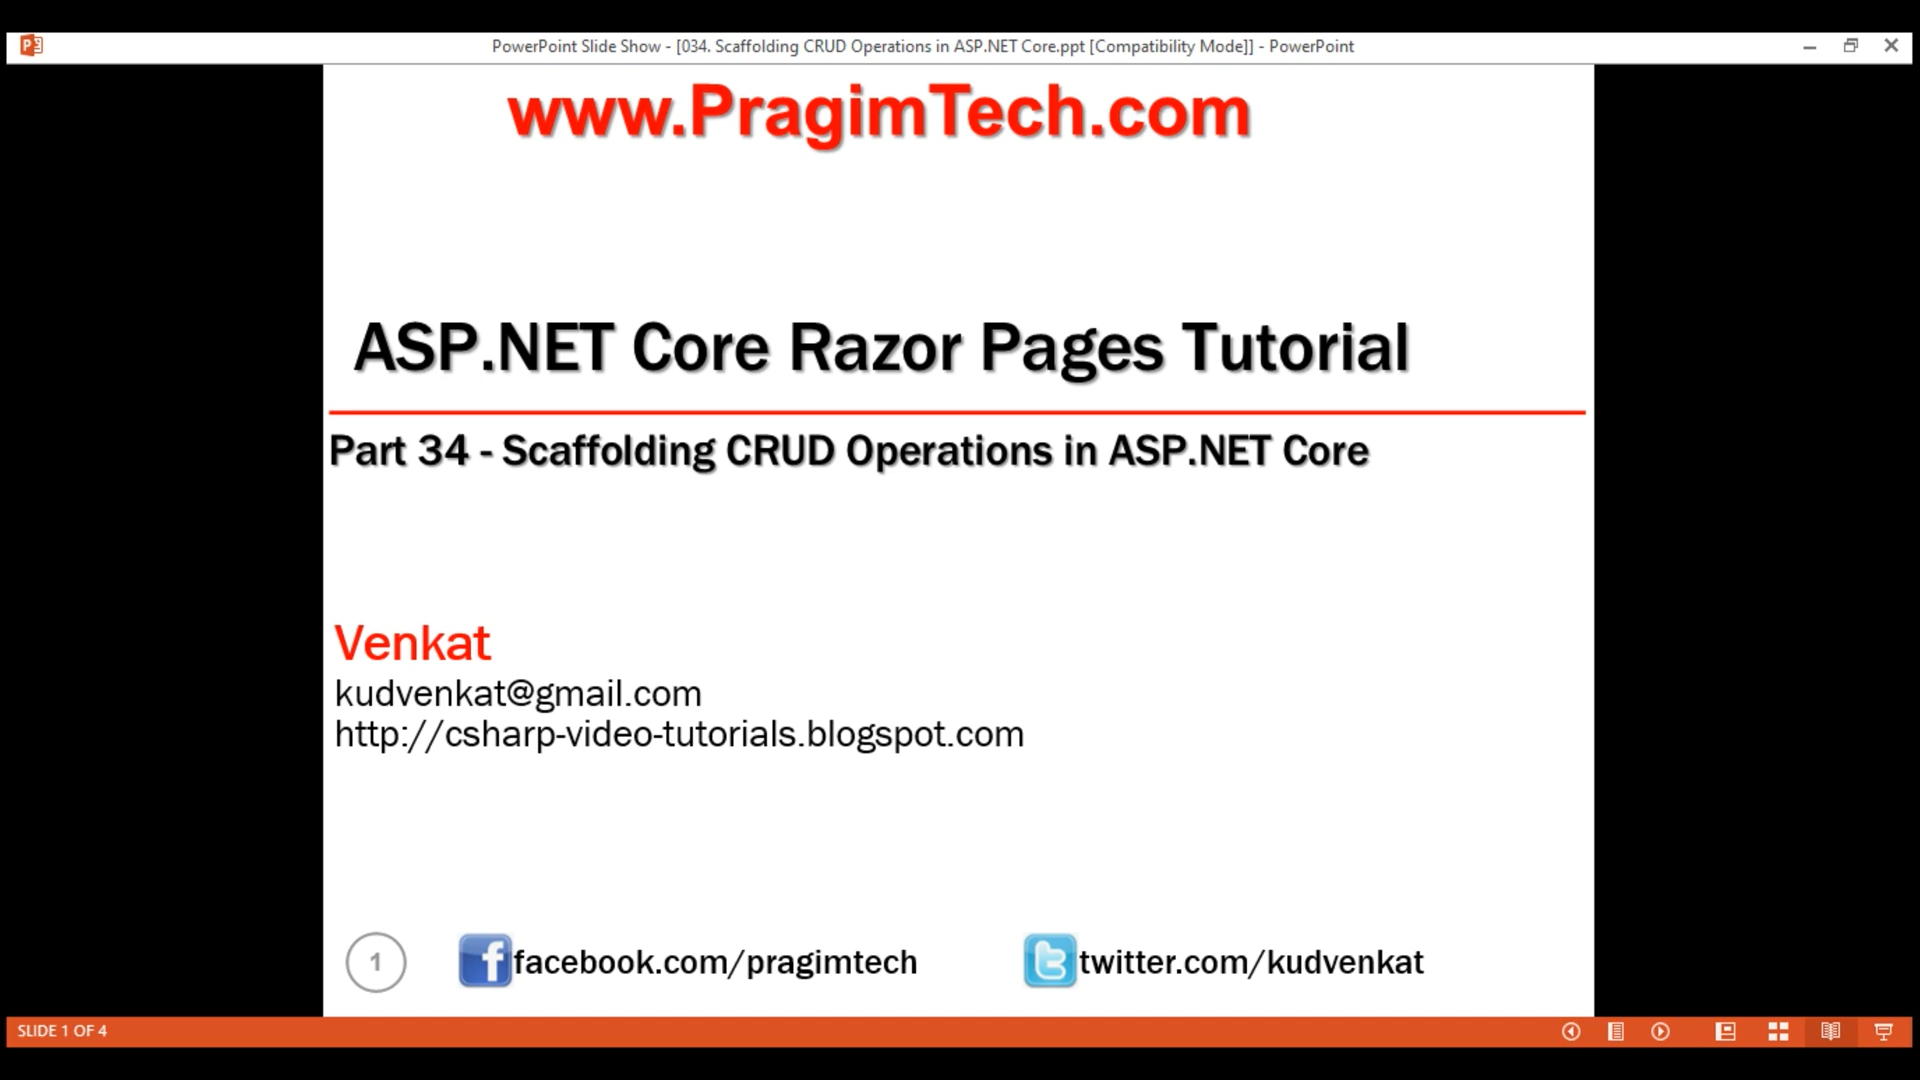 PowerPoint Slide Show - [034. Scaffolding CRUD Operations in ASP.NET Core.ppt [Compatibility Mode]] - PowerPoint
www.PragimTech.com
ASP.NET Core Razor Pages Tutorial
Part 34 - Scaffolding CRUD Operations in ASP.NET Core
Venkat
kudvenkat@gmail.com
http://csharp-video-tutorials.blogspot.com
1 facebook.com/pragimtech twitter.com/kudvenkat
SLIDE 1 OF 4